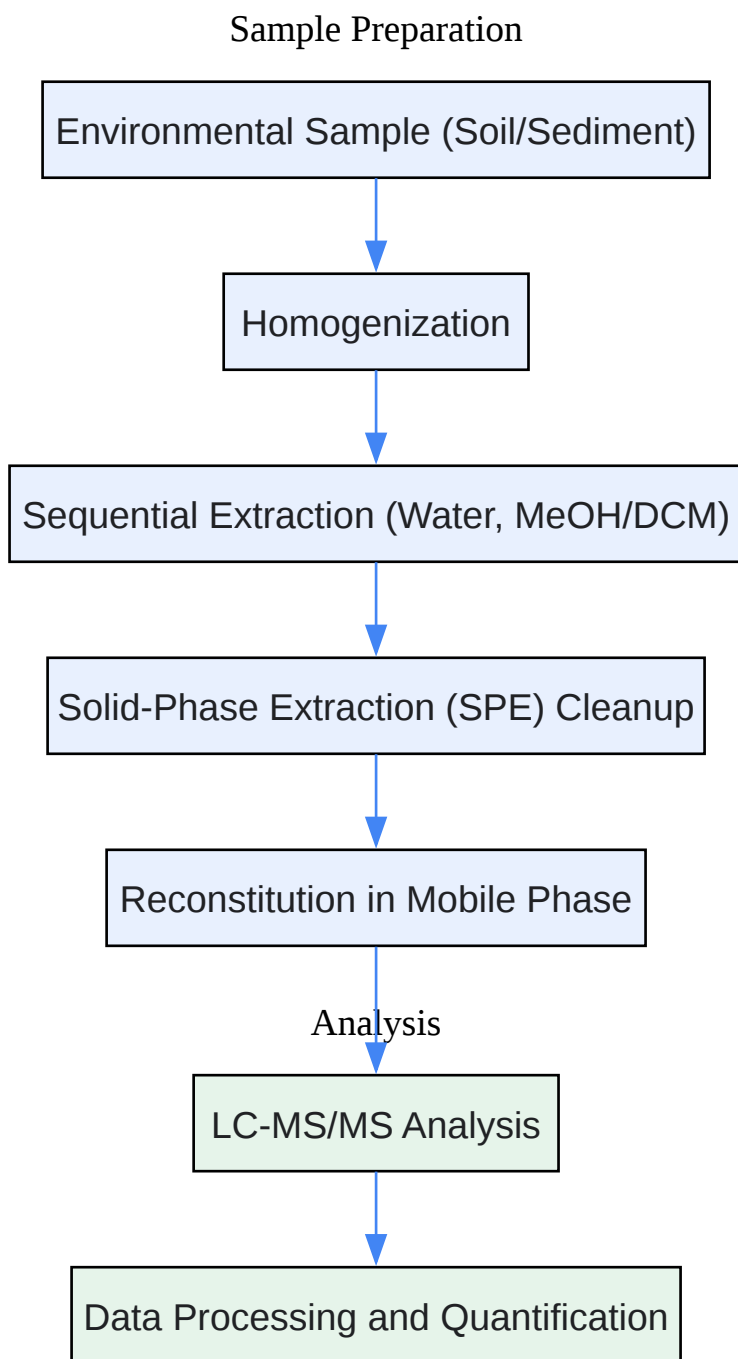 Sample Preparation
Environmental Sample (Soil/Sediment)
Homogenization
Sequential Extraction (Water, MeOH/DCM)
Solid-Phase Extraction (SPE) Cleanup
Reconstitution in Mobile Phase
Analysis
LC-MS/MS Analysis
Data Processing and Quantification